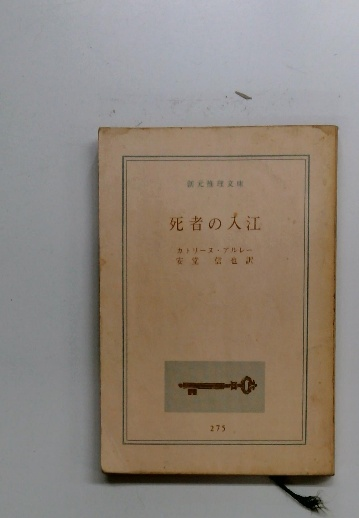 創元推理文庫
死者の入江
カトリーヌ・アルレー
安堂信也訳
275